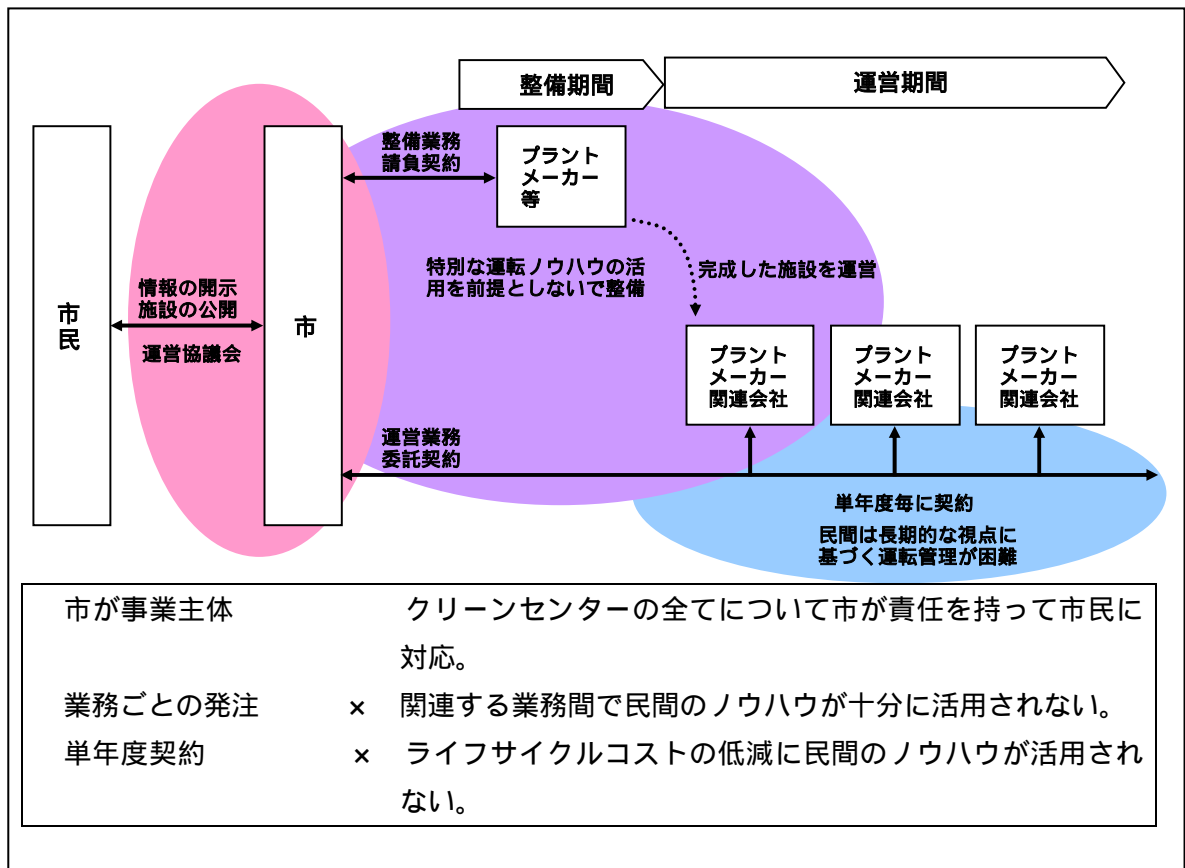 整備期間
運営期間
整備業務
請負契約
プラント
メーカー
等
特別な運転ノウハウの活
用を前提としないで整備
完成した施設を運営
市民
情報の開示
施設の公開
運営協議会
市
プラント
メーカー
関連会社
プラント
メーカー
関連会社
プラント
メーカー
関連会社
運営業務
委託契約
単年度毎に契約
民間は長期的な視点に
基づく運転管理が困難
市が事業主体 クリーンセンターの全てについて市が責任を持って市民に
対応。
業務ごとの発注 × 関連する業務間で民間のノウハウが十分に活用されない。
単年度契約 × ライフサイクルコストの低減に民間のノウハウが活用され
ない。